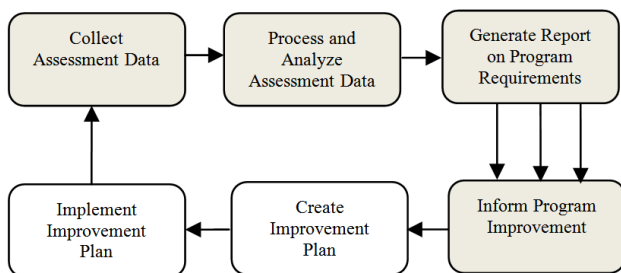 Collect
Assessment Data
Process and
Analyze
Assessment Data
Generate Report
on Program
Requirements
Inform Program
Improvement
Create
Improvement
Plan
Implement
Improvement
Plan